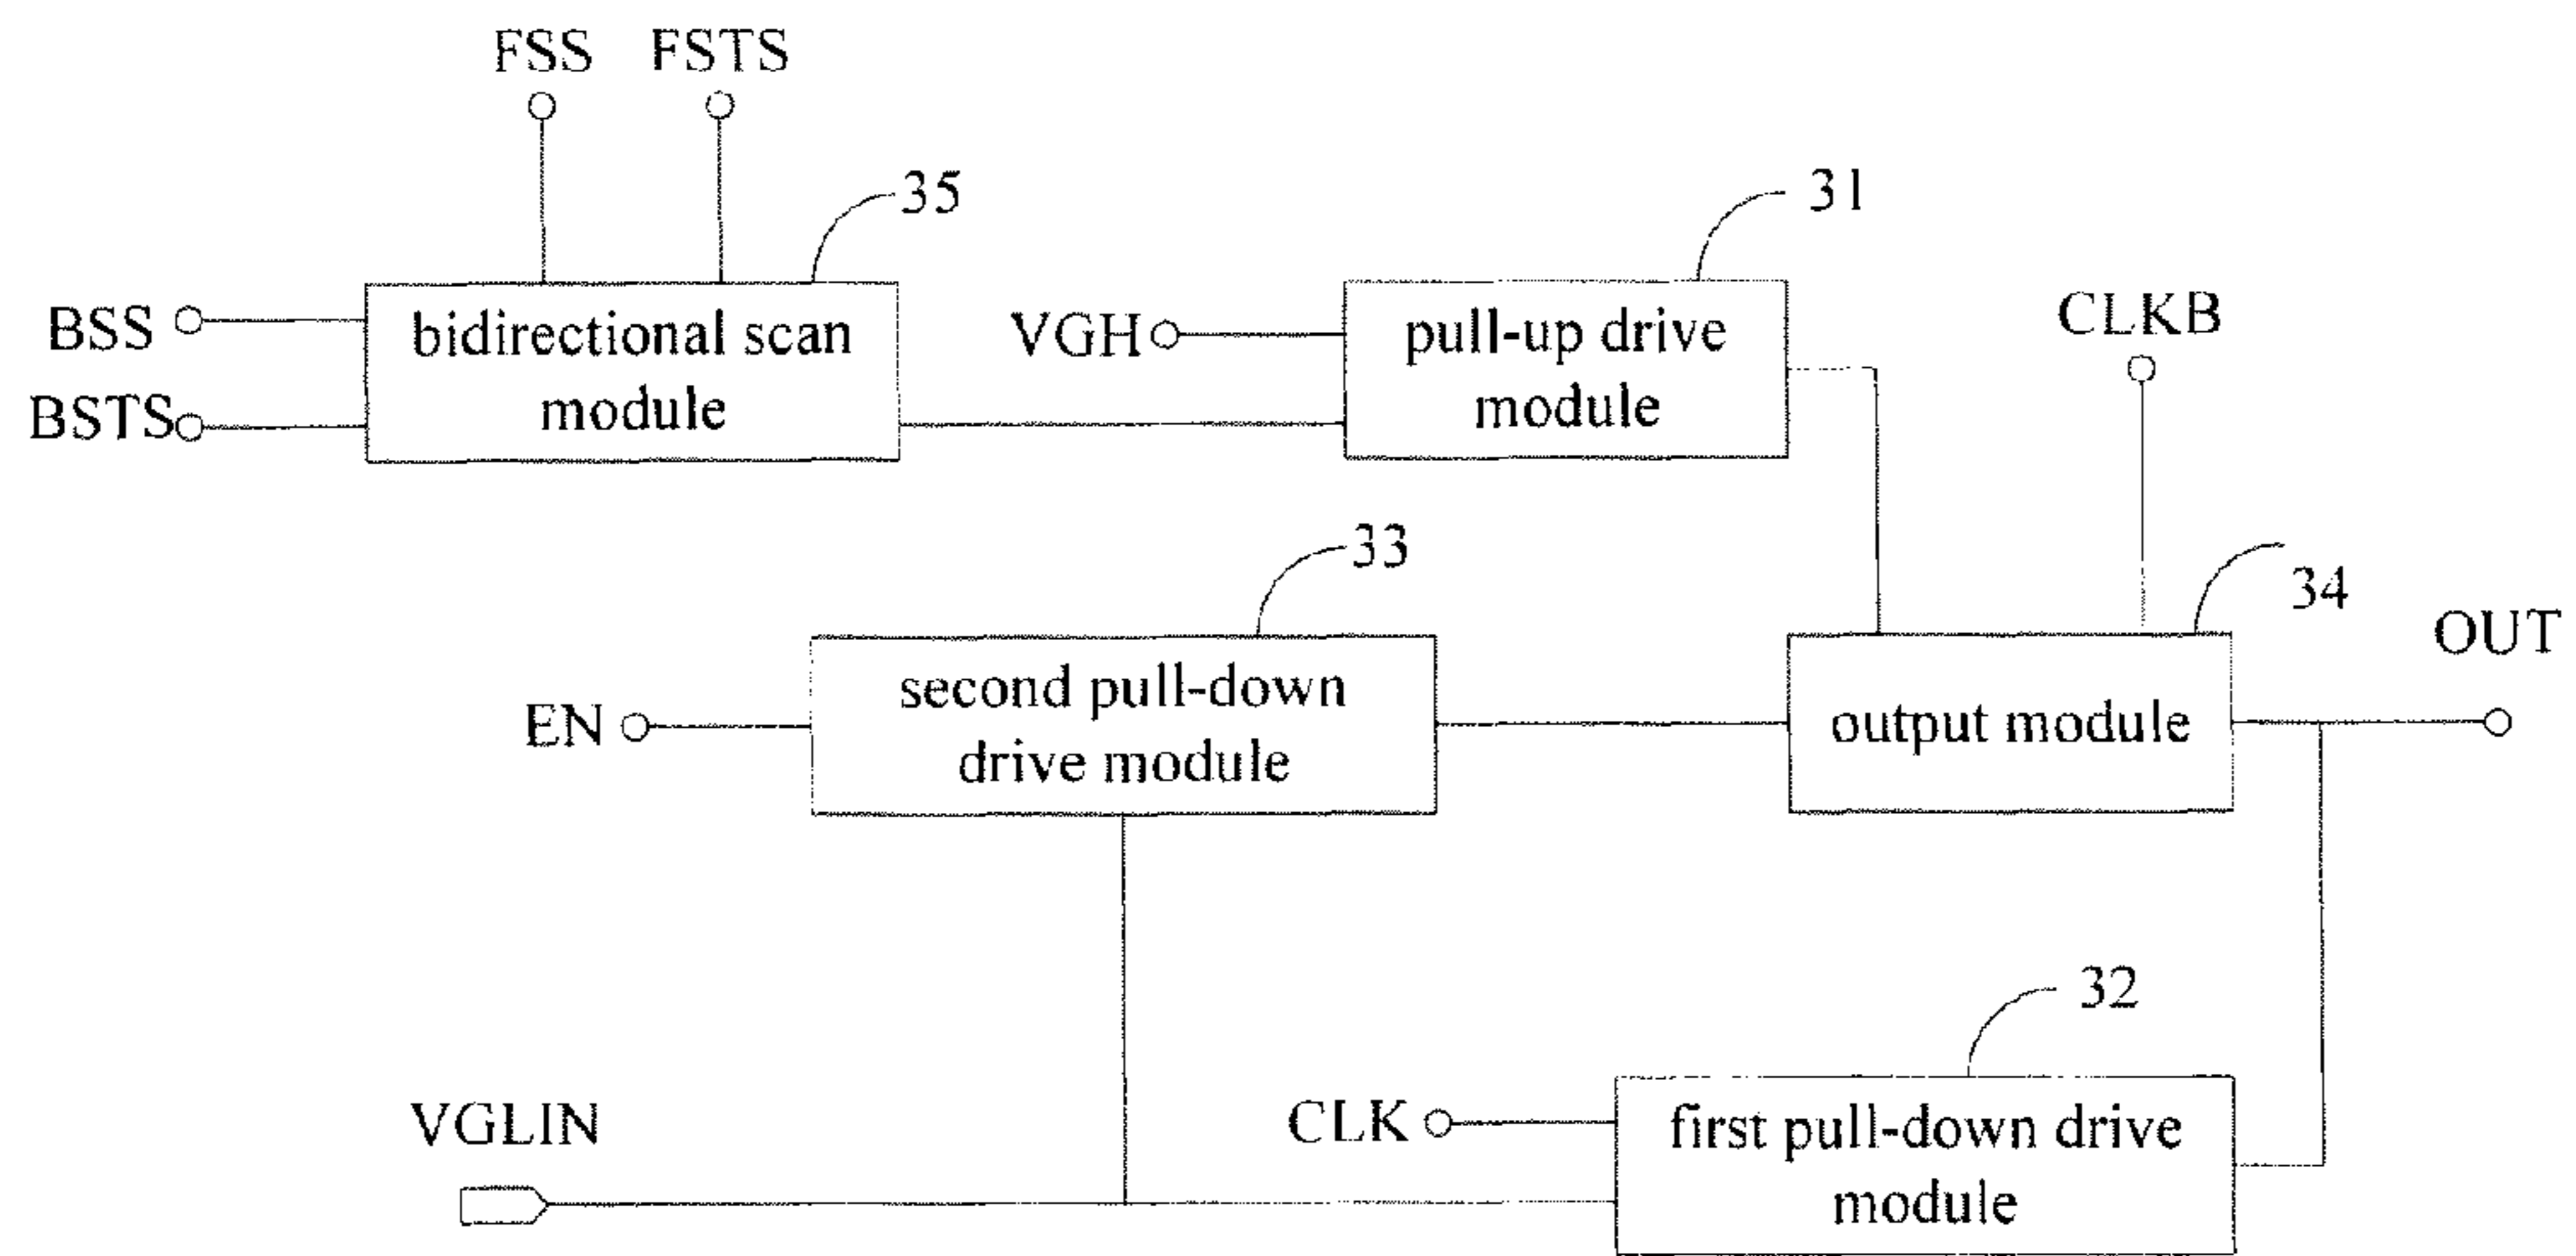 FSS FSTS
35
31
BSS
bidirectional scan
module
BSTS
VGH
pull-up drive
module
CLKB
33
34
OUT
EN
second pull-down
drive module
output module
32
VGLIN
CLK
first pull-down drive
module